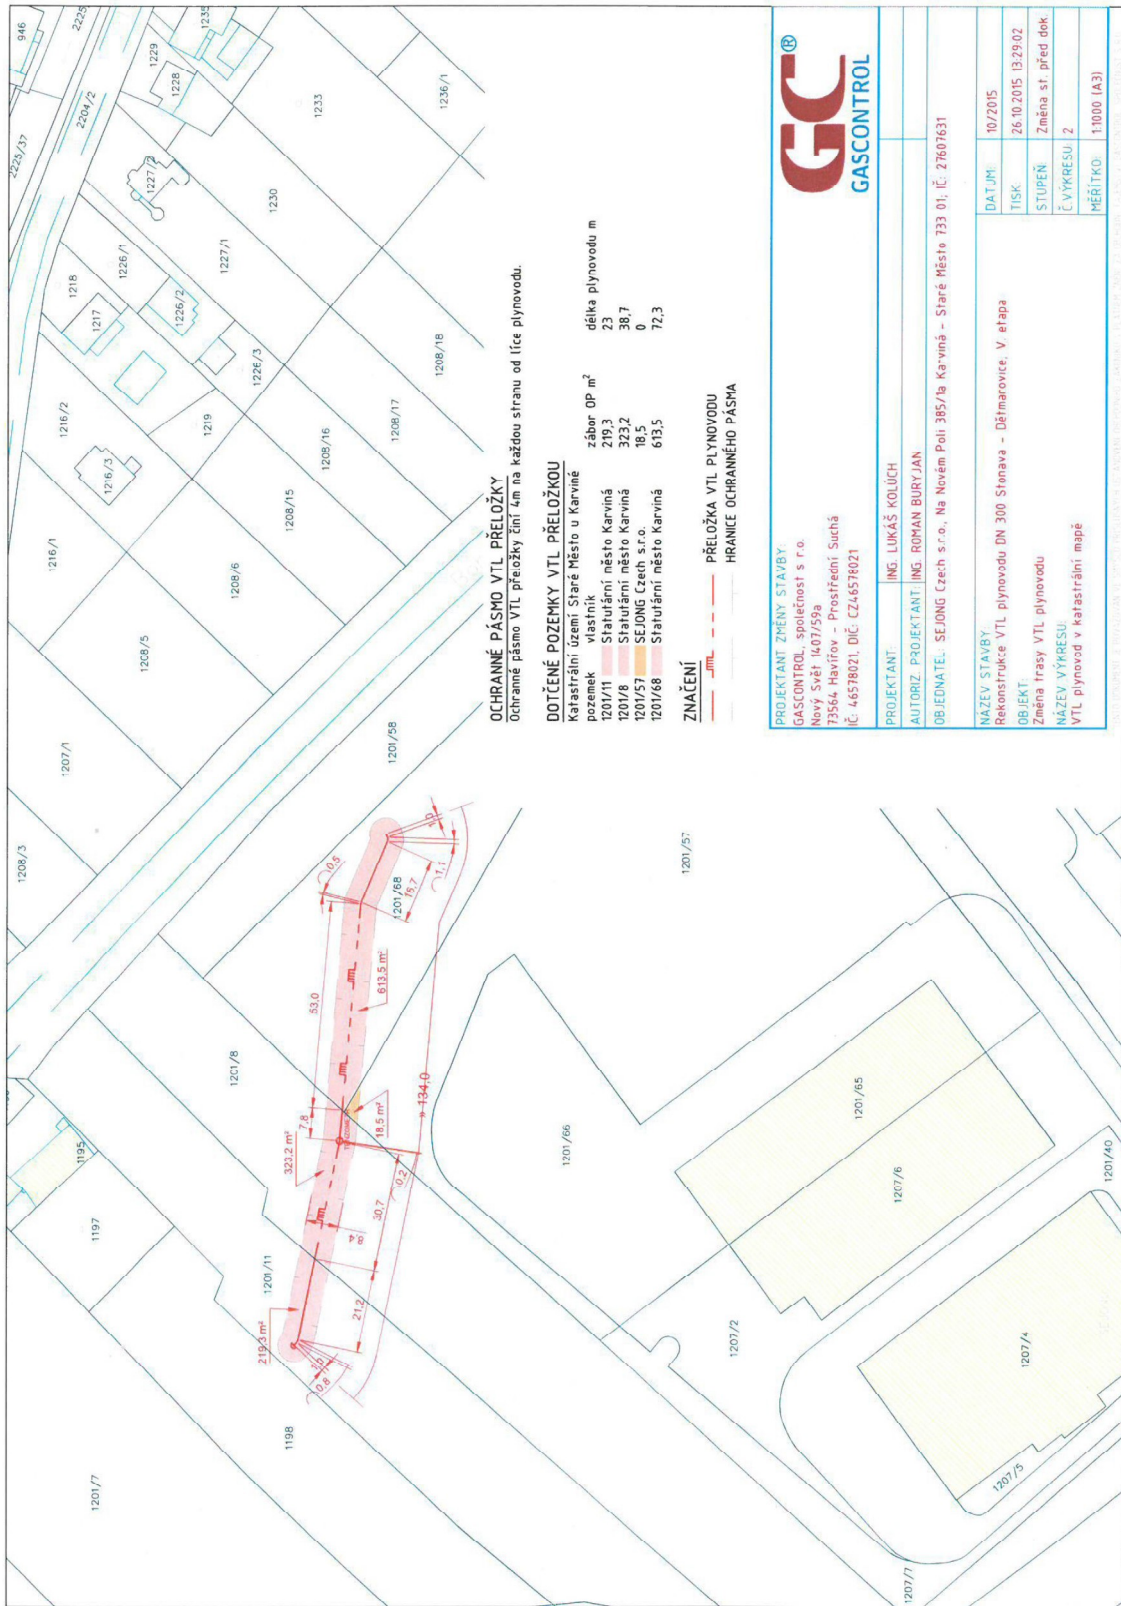 946
2225/37
2225
2204/2
1229
1228
1235
1227/2
1233
1236/1
1230
1218
1217
1226/1
1226/2
1227/1
1226/3
1208/18
1216/2
1216/3
1219
1208/16
1208/17
1216/1
1208/15
1208/6
1208/5
1207/1
1201/58
1208/3
1201/8
1195
1197
1201/11
1198
1201/7
1201/68
1201/57
1201/66
1201/65
1207/6
1201/40
1207/2
1207/4
1207/5
1207/7
0,5
53,0
7,8
323,2 m²
613,5 m²
18,5 m²
15,7
1,1
134,0
0,2
30,7
21,2
219,3 m²
0,8
OCHRANNÉ PÁSMO VTL PŘELOŽKY
Ochranné pásmo VTL přeložky činí 4m na každou stranu od líce plynovodu.
DOTČENÉ POZEMKY VTL PŘELOŽKOU
Katastrální území Staré Město u Karviné
pozemek vlastník zábor OP m² délka plynovodu m
1201/11 Statutární město Karviná 219,3 23
1201/8 Statutární město Karviná 323,2 38,7
1201/57 SEJONG Czech s.r.o. 18,5 0
1201/68 Statutární město Karviná 613,5 72,3
ZNAČENÍ
PŘELOŽKA VTL PLYNOVODU
HRANICE OCHRANNÉHO PÁSMA
PROJEKTANT ZMĚNY STAVBY:
GASCONTROL, společnost s r.o.
Nový Svět 1407/59a
73564 Havířov - Prostřední Suchá
IČ: 46578021, DIČ: CZ46578021
GC®
GASCONTROL
PROJEKTANT: ING. LUKÁŠ KOLÚCH
AUTORIZ. PROJEKTANT: ING. ROMAN BURYJAN
OBJEDNATEL: SEJONG Czech s.r.o., Na Novém Poli 385/1a Karviná - Staré Město 733 01; IČ: 27607631
NÁZEV STAVBY:
Rekonstrukce VTL plynovodu DN 300 Stonava - Dětmarovice, V. etapa
OBJEKT:
Změna trasy VTL plynovodu
NÁZEV VÝKRESU:
VTL plynovod v katastrální mapě
DATUM: 10/2015
TISK: 26.10.2015 13:29:02
STUPEŇ: Změna st. před dok.
Č.VÝKRESU: 2
MĚŘÍTKO: 1:1000 (A3)